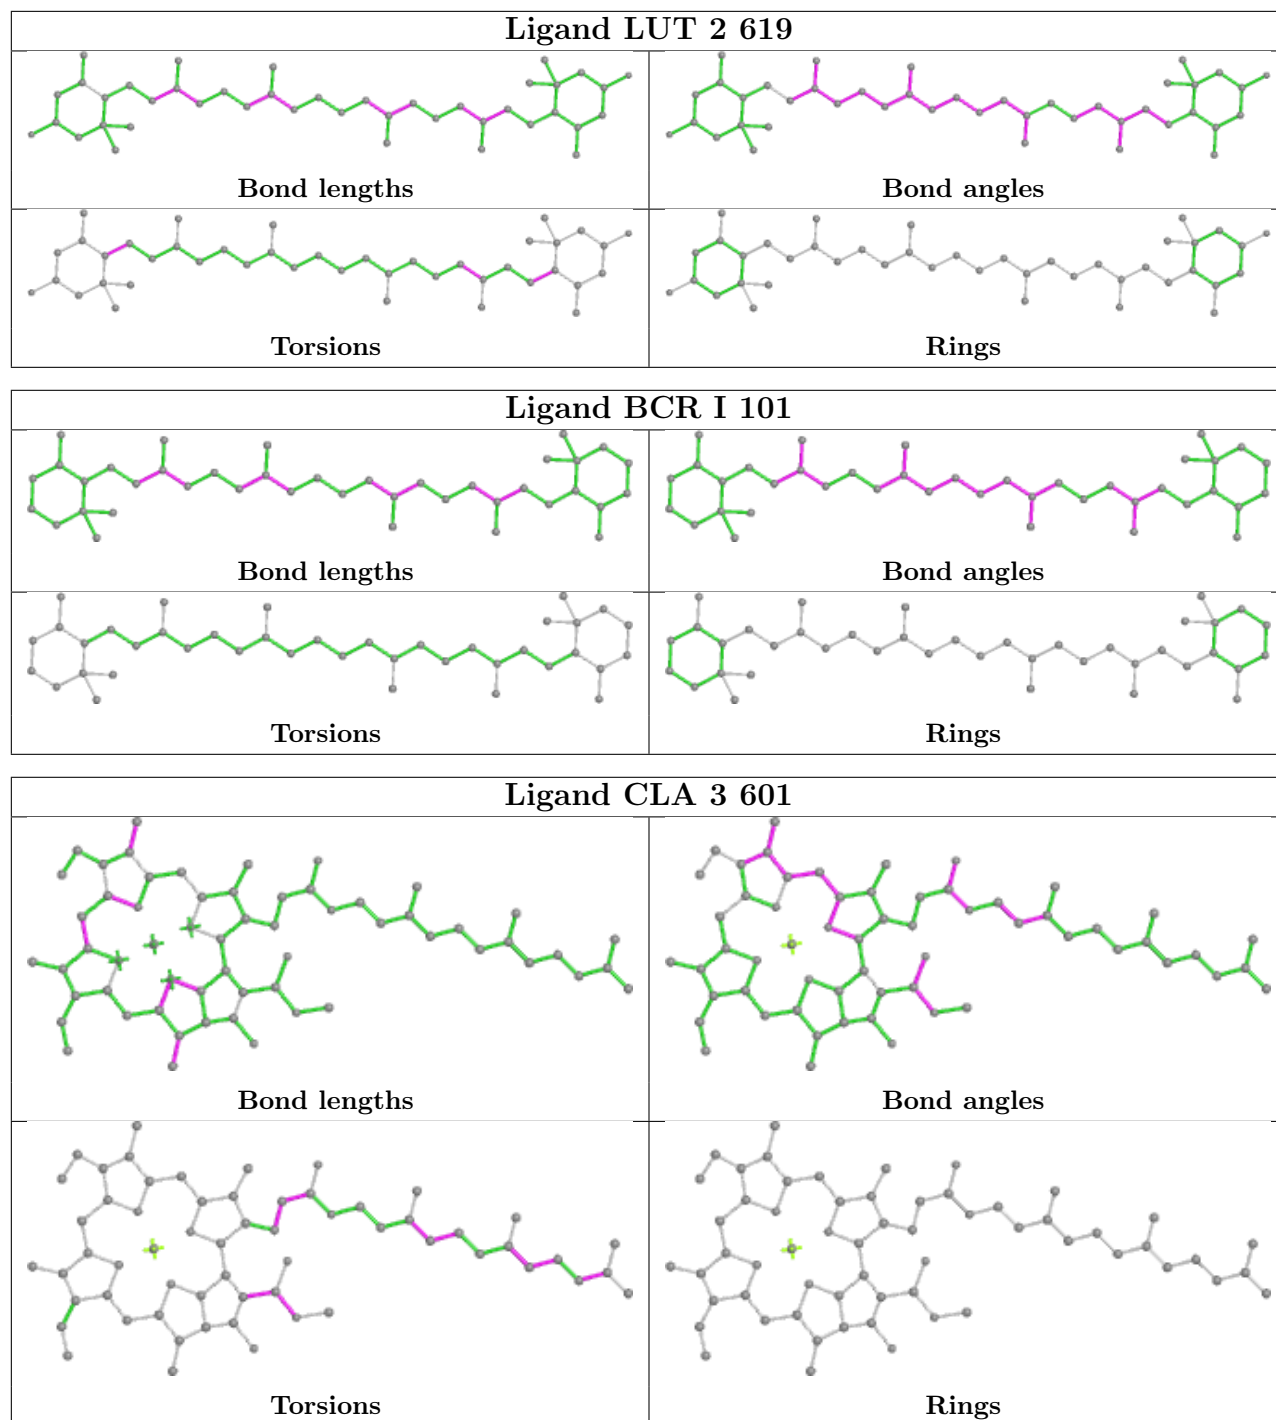 Ligand LUT 2 619
Bond lengths
Bond angles
Torsions
Rings
Ligand BCR I 101
Bond lengths
Bond angles
Torsions
Rings
Ligand CLA 3 601
Bond lengths
Bond angles
Torsions
Rings